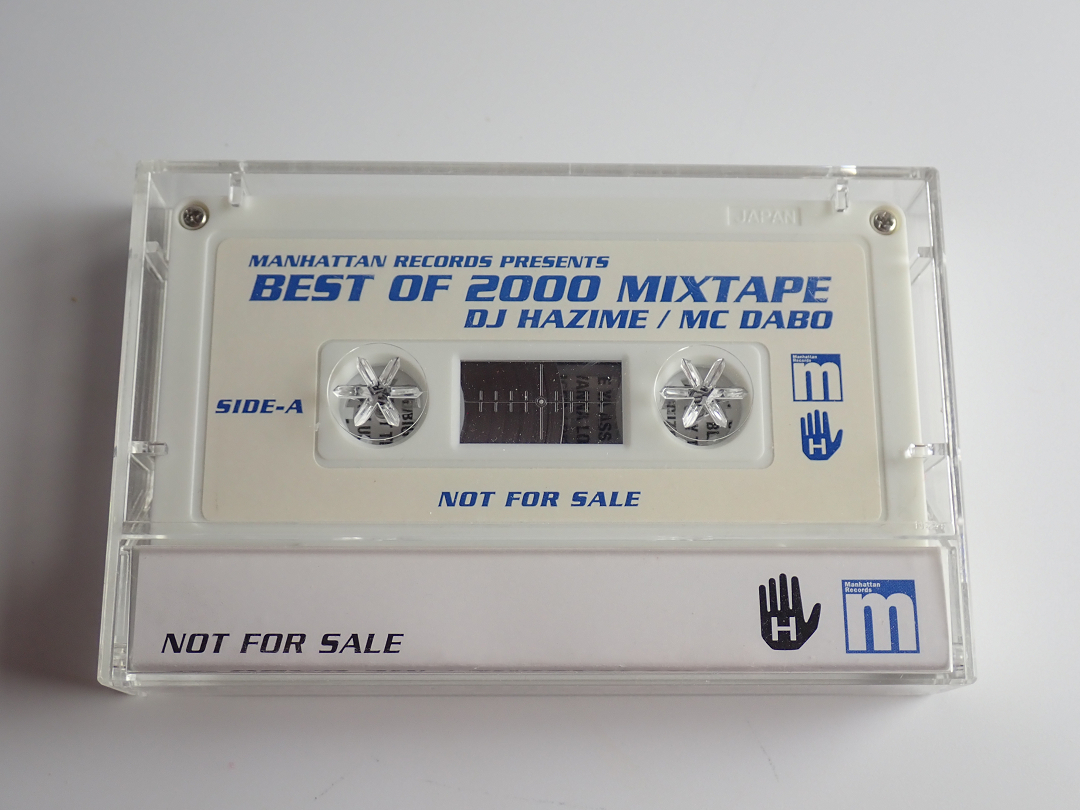 JAPAN
MANHATTAN RECORDS PRESENTS
BEST OF 2000 MIXTAPE
DJ HAZIME / MC DABO
Manhattan
Records
m
SIDE-A
H
NOT FOR SALE
NOT FOR SALE
H
Manhattan
Records
m